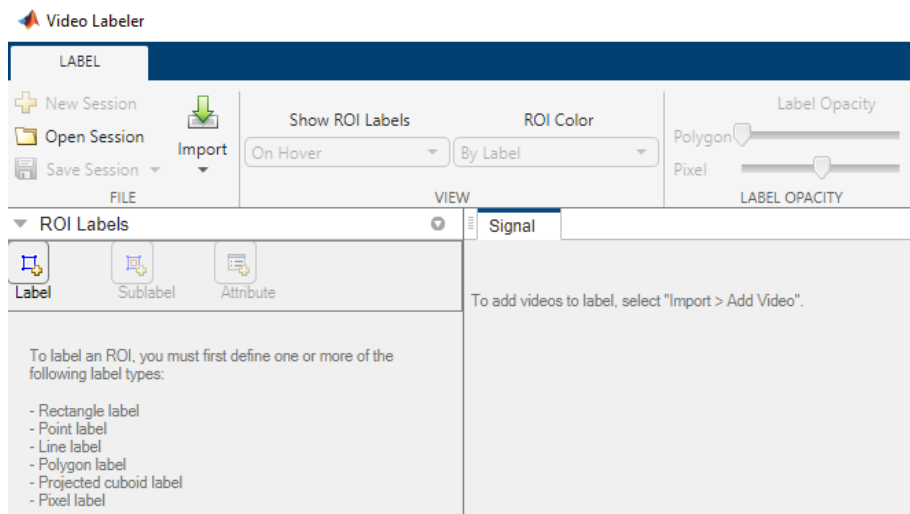 Video Labeler
LABEL
New Session
Open Session
Save Session
Import
FILE
Show ROI Labels
On Hover
ROI Color
By Label
VIEW
Label Opacity
Polygon
Pixel
LABEL OPACITY
ROI Labels
Label
Sublabel
Attribute
To label an ROI, you must first define one or more of the
following label types:
- Rectangle label
- Point label
- Line label
- Polygon label
- Projected cuboid label
- Pixel label
Signal
To add videos to label, select "Import > Add Video".